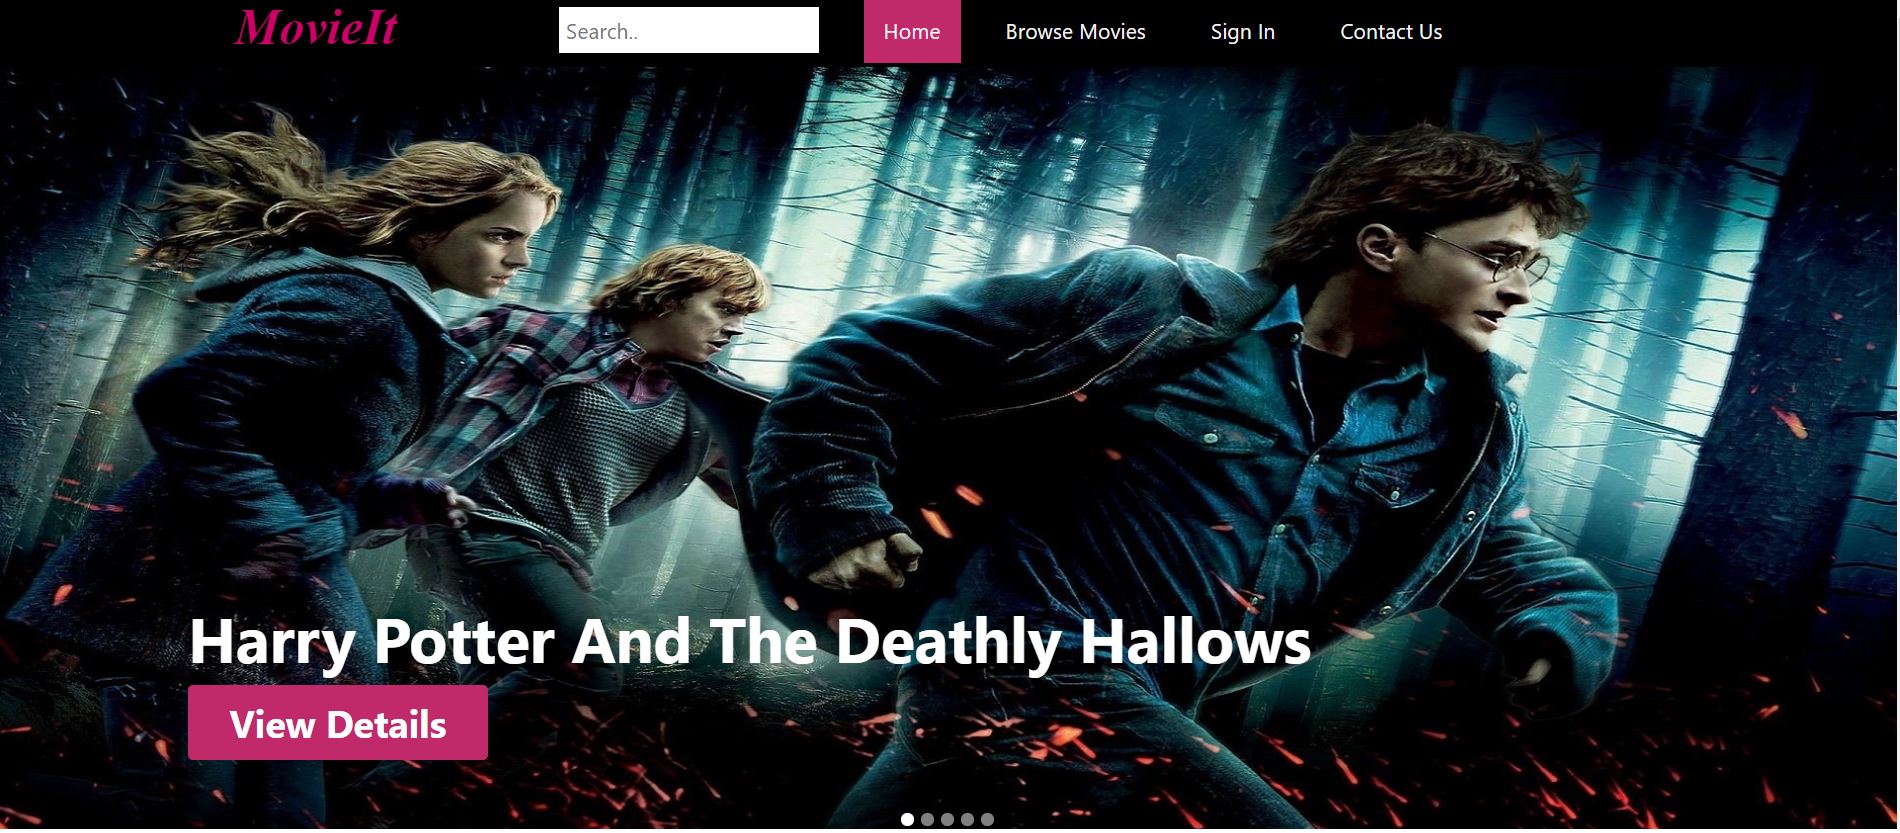 MovieIt
Search..
Home
Browse Movies
Sign In
Contact Us
Harry Potter And The Deathly Hallows
View Details